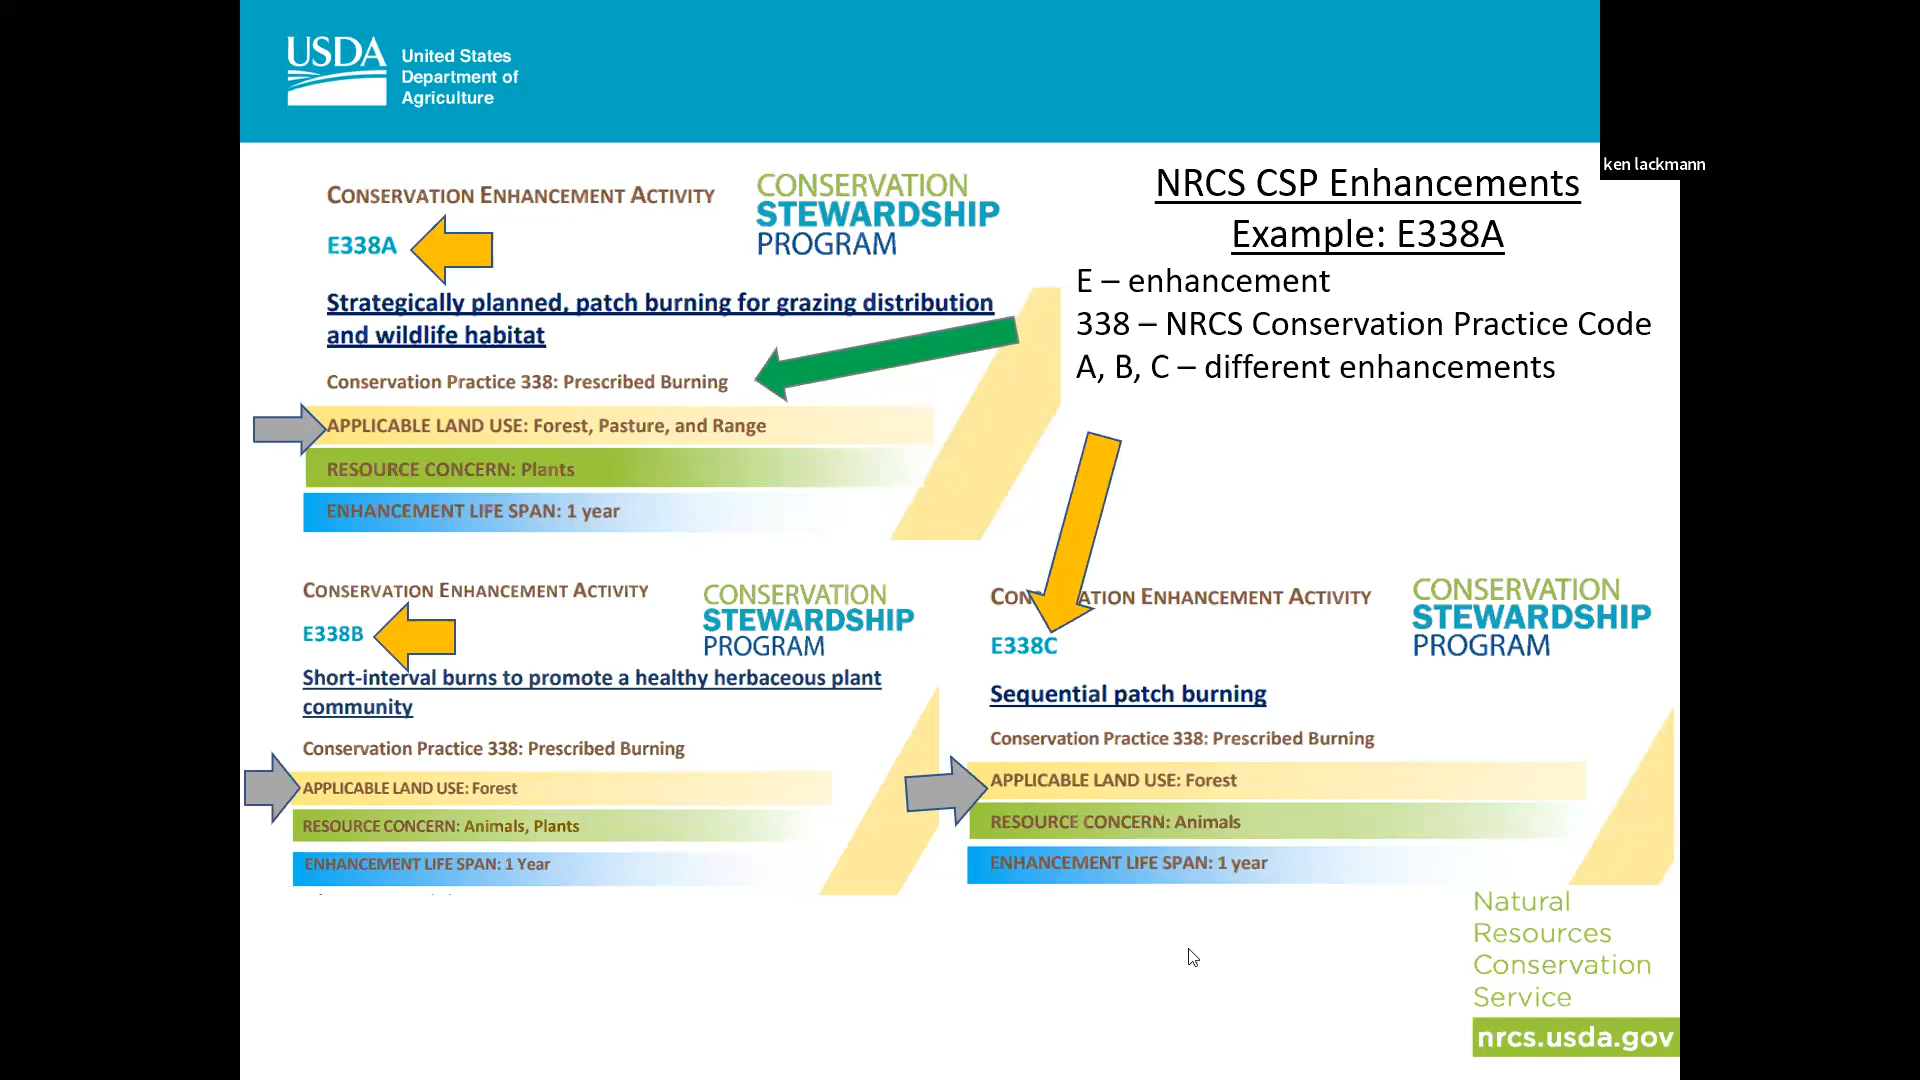 USDA
United States
Department of
Agriculture
ken lackmann
CONSERVATION ENHANCEMENT ACTIVITY
E338A
CONSERVATION
STEWARDSHIP
PROGRAM
Strategically planned, patch burning for grazing distribution
and wildlife habitat
Conservation Practice 338: Prescribed Burning
APPLICABLE LAND USE: Forest, Pasture, and Range
RESOURCE CONCERN: Plants
ENHANCEMENT LIFE SPAN: 1 year
NRCS CSP Enhancements
Example: E338A
E – enhancement
338 – NRCS Conservation Practice Code
A, B, C – different enhancements
CONSERVATION ENHANCEMENT ACTIVITY
E338B
CONSERVATION
STEWARDSHIP
PROGRAM
Short-interval burns to promote a healthy herbaceous plant
community
Conservation Practice 338: Prescribed Burning
APPLICABLE LAND USE: Forest
RESOURCE CONCERN: Animals, Plants
ENHANCEMENT LIFE SPAN: 1 Year
CON ATION ENHANCEMENT ACTIVITY
E338C
CONSERVATION
STEWARDSHIP
PROGRAM
Sequential patch burning
Conservation Practice 338: Prescribed Burning
APPLICABLE LAND USE: Forest
RESOURCE CONCERN: Animals
ENHANCEMENT LIFE SPAN: 1 year
Natural
Resources
Conservation
Service
nrcs.usda.gov